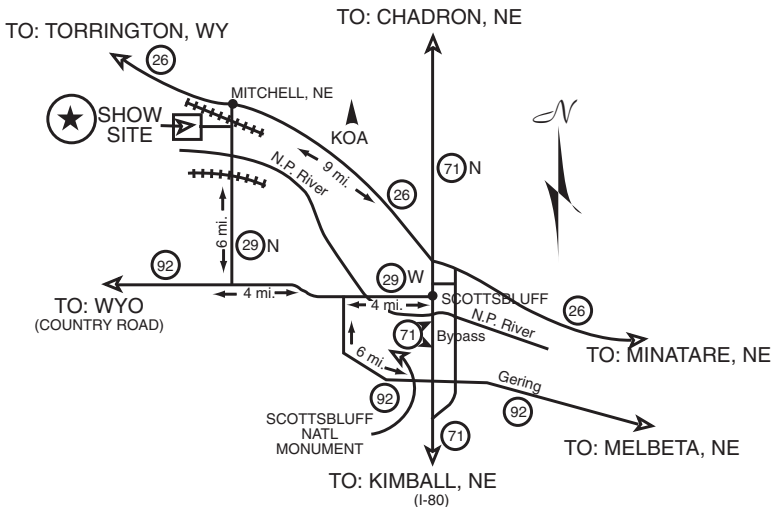 TO: CHADRON, NE
TO: TORRINGTON, WY
26
MITCHELL, NE
SHOW
SITE
KOA
N
N.P. River
9 mi.
71 N
26
6 mi.
29 N
92
4 mi.
29 W
4 mi.
SCOTTSBLUFF
TO: WYO
(COUNTRY ROAD)
26
N.P. River
71
Bypass
TO: MINATARE, NE
6 mi.
Gering
92
92
SCOTTSBLUFF
NATL
MONUMENT
71
TO: MELBETA, NE
TO: KIMBALL, NE
(I-80)